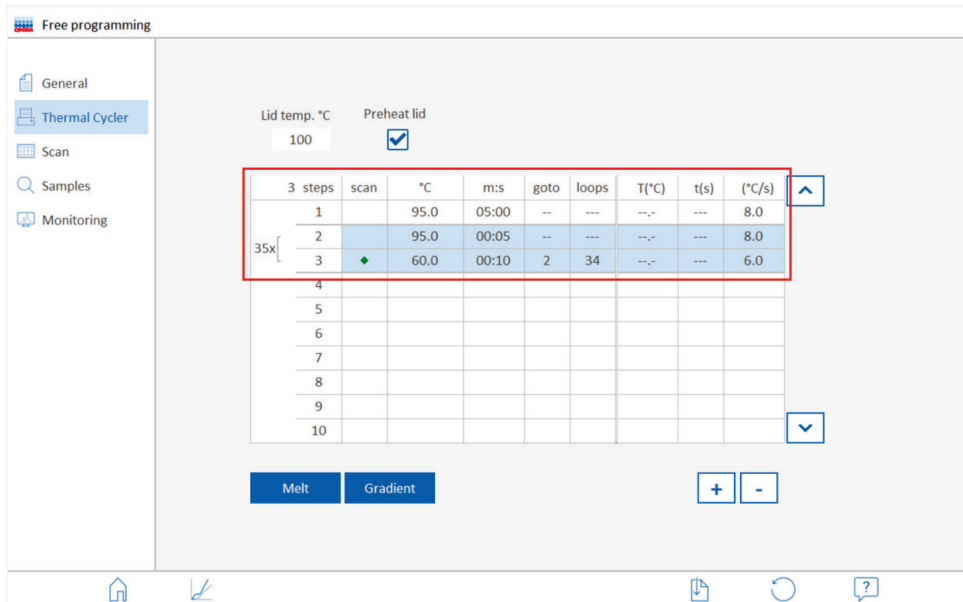 Free programming
General
Thermal Cycler
Scan
Samples
Monitoring
Lid temp. °C Preheat lid
100
3 steps scan °C m:s goto loops T(°C) t(s) (°C/s)
1 95.0 05:00 -- --- --,- --- 8.0
35x[ 2 95.0 00:05 -- --- --,- --- 8.0
3 60.0 00:10 2 34 --,- --- 6.0
4
5
6
7
8
9
10
Melt Gradient + -
?